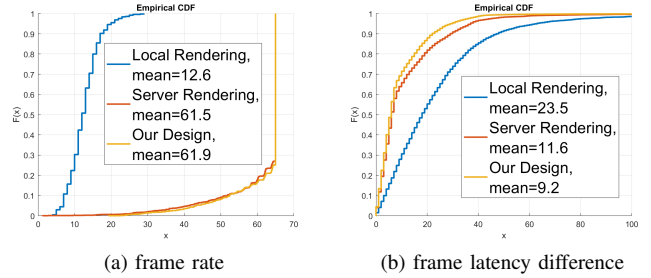 Empirical CDF
1
0.9
0.8
0.7
0.6
0.5
0.4
0.3
0.2
0.1
0
F(x)
Local Rendering,
mean=12.6
Server Rendering,
mean=61.5
Our Design,
mean=61.9
0 10 20 30 40 50 60 70
x
(a) frame rate
Empirical CDF
1
0.9
0.8
0.7
0.6
0.5
0.4
0.3
0.2
0.1
0
F(x)
Local Rendering,
mean=23.5
Server Rendering,
mean=11.6
Our Design,
mean=9.2
0 20 40 60 80 100
x
(b) frame latency difference